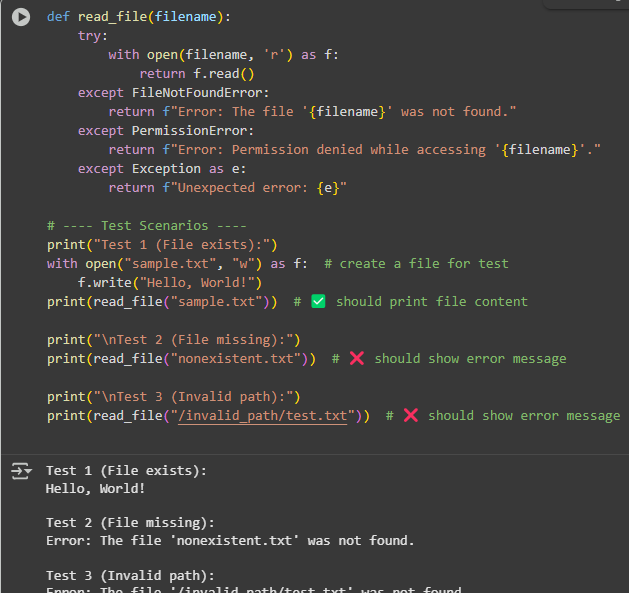 def read_file(filename):
    try:
        with open(filename, 'r') as f:
            return f.read()
    except FileNotFoundError:
        return f"Error: The file '{filename}' was not found."
    except PermissionError:
        return f"Error: Permission denied while accessing '{filename}'."
    except Exception as e:
        return f"Unexpected error: {e}"

# ---- Test Scenarios ----
print("Test 1 (File exists):")
with open("sample.txt", "w") as f:  # create a file for test
    f.write("Hello, World!")
print(read_file("sample.txt"))  # ✅ should print file content

print("\nTest 2 (File missing):")
print(read_file("nonexistent.txt"))  # ❌ should show error message

print("\nTest 3 (Invalid path):")
print(read_file("/invalid_path/test.txt"))  # ❌ should show error message

Test 1 (File exists):
Hello, World!

Test 2 (File missing):
Error: The file 'nonexistent.txt' was not found.

Test 3 (Invalid path):
Error: The file '/invalid_path/test.txt' was not found.